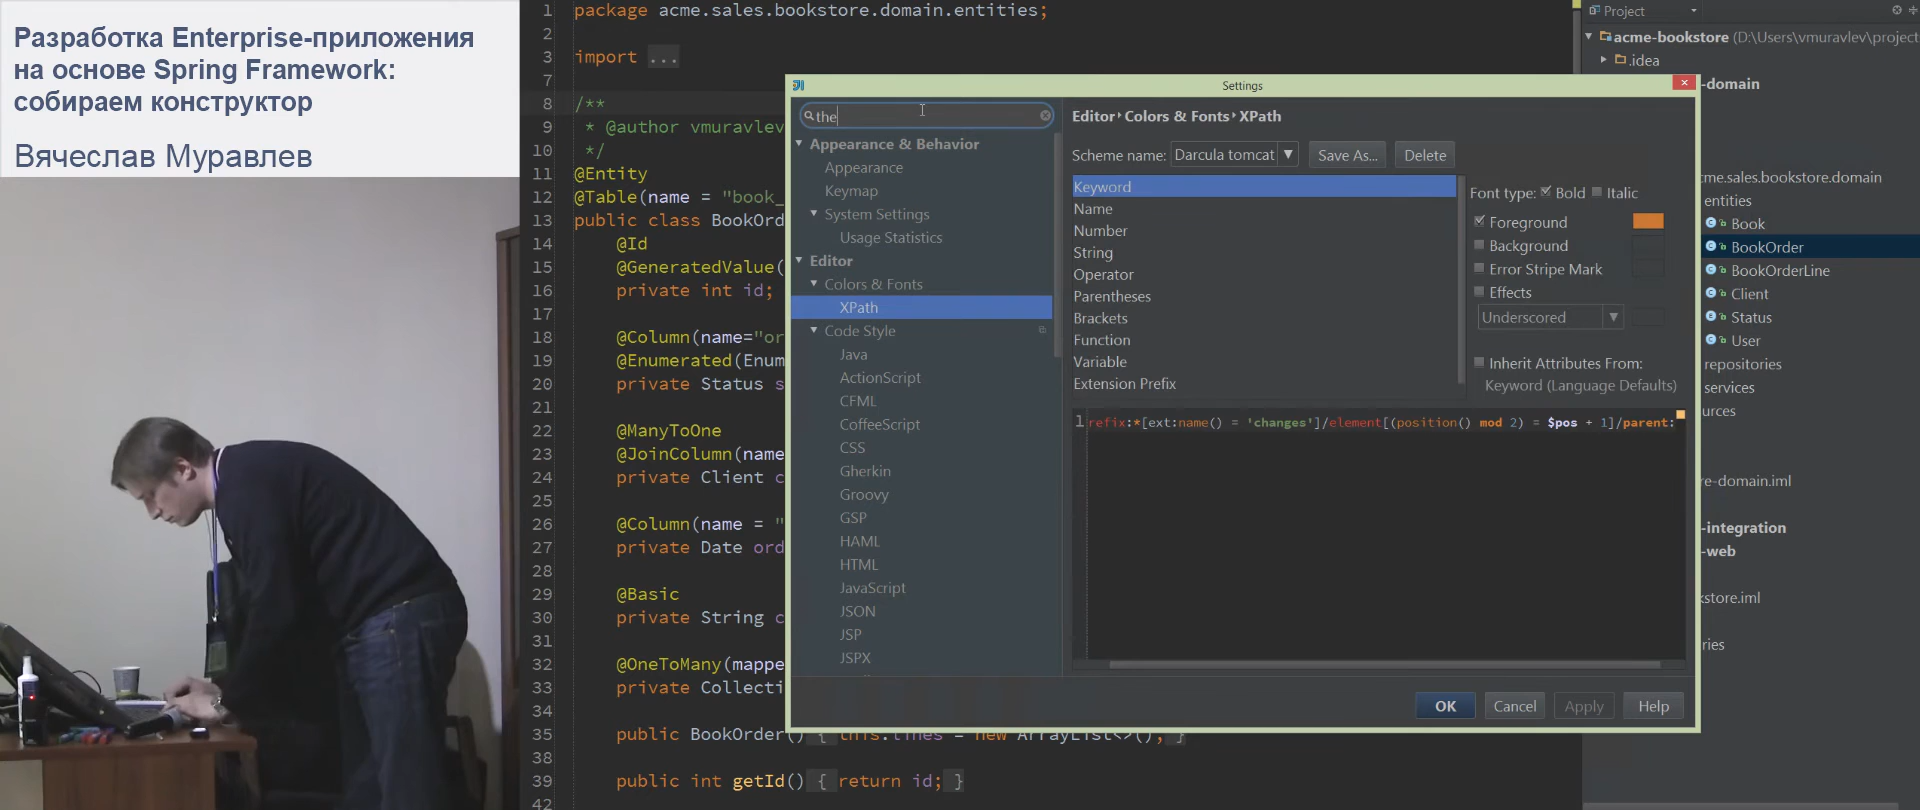 Разработка Enterprise-приложения
на основе Spring Framework:
собираем конструктор
Вячеслав Муравлев
1 package acme.sales.bookstore.domain.entities;
2
3 import ...
7
8 /**
9 * @author vmuravlev
10 */
11 @Entity
12 @Table(name = "book_
13 public class BookOrd
14 @Id
15 @GeneratedValue(
16 private int id;
17
18 @Column(name="or
19 @Enumerated(Enum
20 private Status s
21
22 @ManyToOne
23 @JoinColumn(name
24 private Client c
25
26 @Column(name = "
27 private Date ord
28
29 @Basic
30 private String c
31
32 @OneToMany(mappe
33 private Collecti
34
35 public BookOrder() { this.lines = new ArrayList<>(); }
38
39 public int getId() { return id; }
42
Settings
the
Appearance & Behavior
Appearance
Keymap
System Settings
Usage Statistics
Editor
Colors & Fonts
XPath
Code Style
Java
ActionScript
CFML
CoffeeScript
CSS
Gherkin
Groovy
GSP
HAML
HTML
JavaScript
JSON
JSP
JSPX
Editor › Colors & Fonts › XPath
Scheme name: Darcula tomcat Save As... Delete
Keyword
Name
Number
String
Operator
Parentheses
Brackets
Function
Variable
Extension Prefix
Font type: Bold Italic
Foreground
Background
Error Stripe Mark
Effects
Underscored
Inherit Attributes From:
Keyword (Language Defaults)
1 refix:*[ext:name() = 'changes']/element[(position() mod 2) = $pos + 1]/parent:
OK Cancel Apply Help
Project
acme-bookstore (D:\Users\vmuravlev\project
.idea
-domain
me.sales.bookstore.domain
entities
Book
BookOrder
BookOrderLine
Client
Status
User
repositories
services
urces
re-domain.iml
-integration
-web
kstore.iml
ries